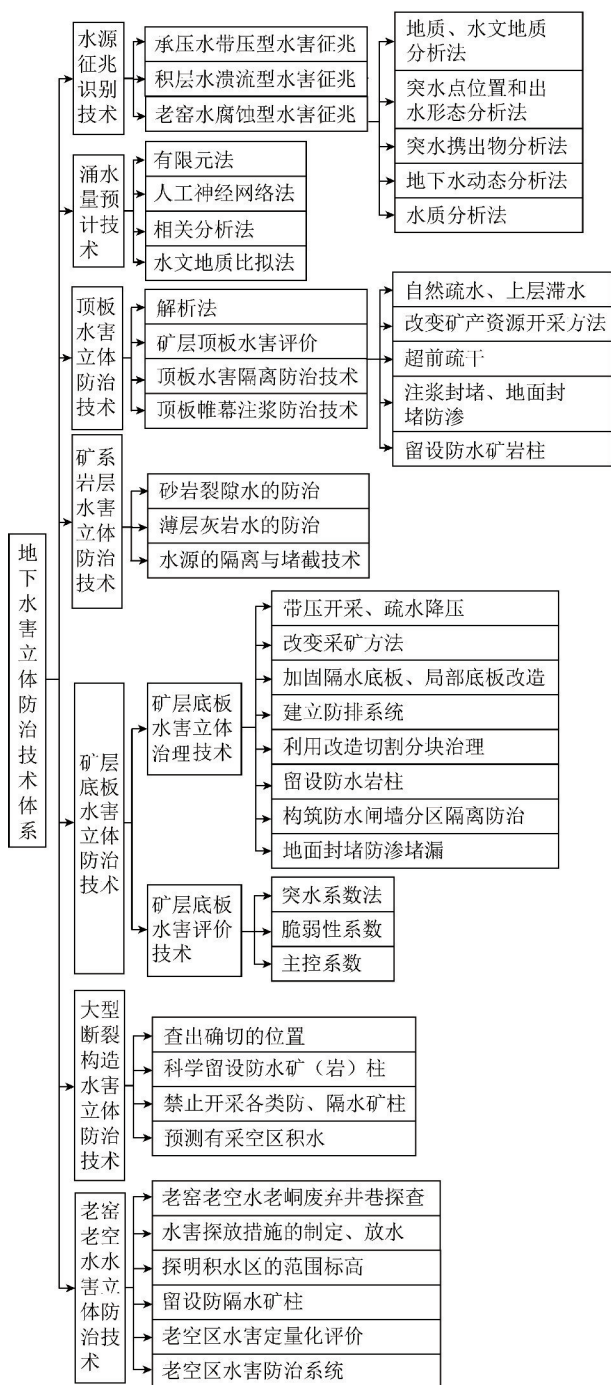 地下水害立体防治技术体系
水源
征兆
识别
技术
承压水带压型水害征兆
积层水溃流型水害征兆
老窑水腐蚀型水害征兆
地质、水文地质
分析法
突水点位置和出
水形态分析法
突水携出物分析法
地下水动态分析法
水质分析法
涌水
量预
计技
术
有限元法
人工神经网络法
相关分析法
水文地质比拟法
顶板
水害
立体
防治
技术
解析法
矿层顶板水害评价
顶板水害隔离防治技术
顶板帷幕注浆防治技术
自然疏水、上层滞水
改变矿产资源开采方法
超前疏干
注浆封堵、地面封
堵防渗
留设防水矿岩柱
矿系
岩层
水害
立体
防治
技术
砂岩裂隙水的防治
薄层灰岩水的防治
水源的隔离与堵截技术
矿层
底板
水害
立体
防治
技术
矿层底板
水害立体
治理技术
带压开采、疏水降压
改变采矿方法
加固隔水底板、局部底板改造
建立防排系统
利用改造切割分块治理
留设防水岩柱
构筑防水闸墙分区隔离防治
地面封堵防渗堵漏
矿层底板
水害评价
技术
突水系数法
脆弱性系数
主控系数
大型
断裂
构造
水害
立体
防治
技术
查出确切的位置
科学留设防水矿（岩）柱
禁止开采各类防、隔水矿柱
预测有采空区积水
老窑
老空
水水
害立
体防
治技
术
老窑老空水老峒废弃井巷探查
水害探放措施的制定、放水
探明积水区的范围标高
留设防隔水矿柱
老空区水害定量化评价
老空区水害防治系统